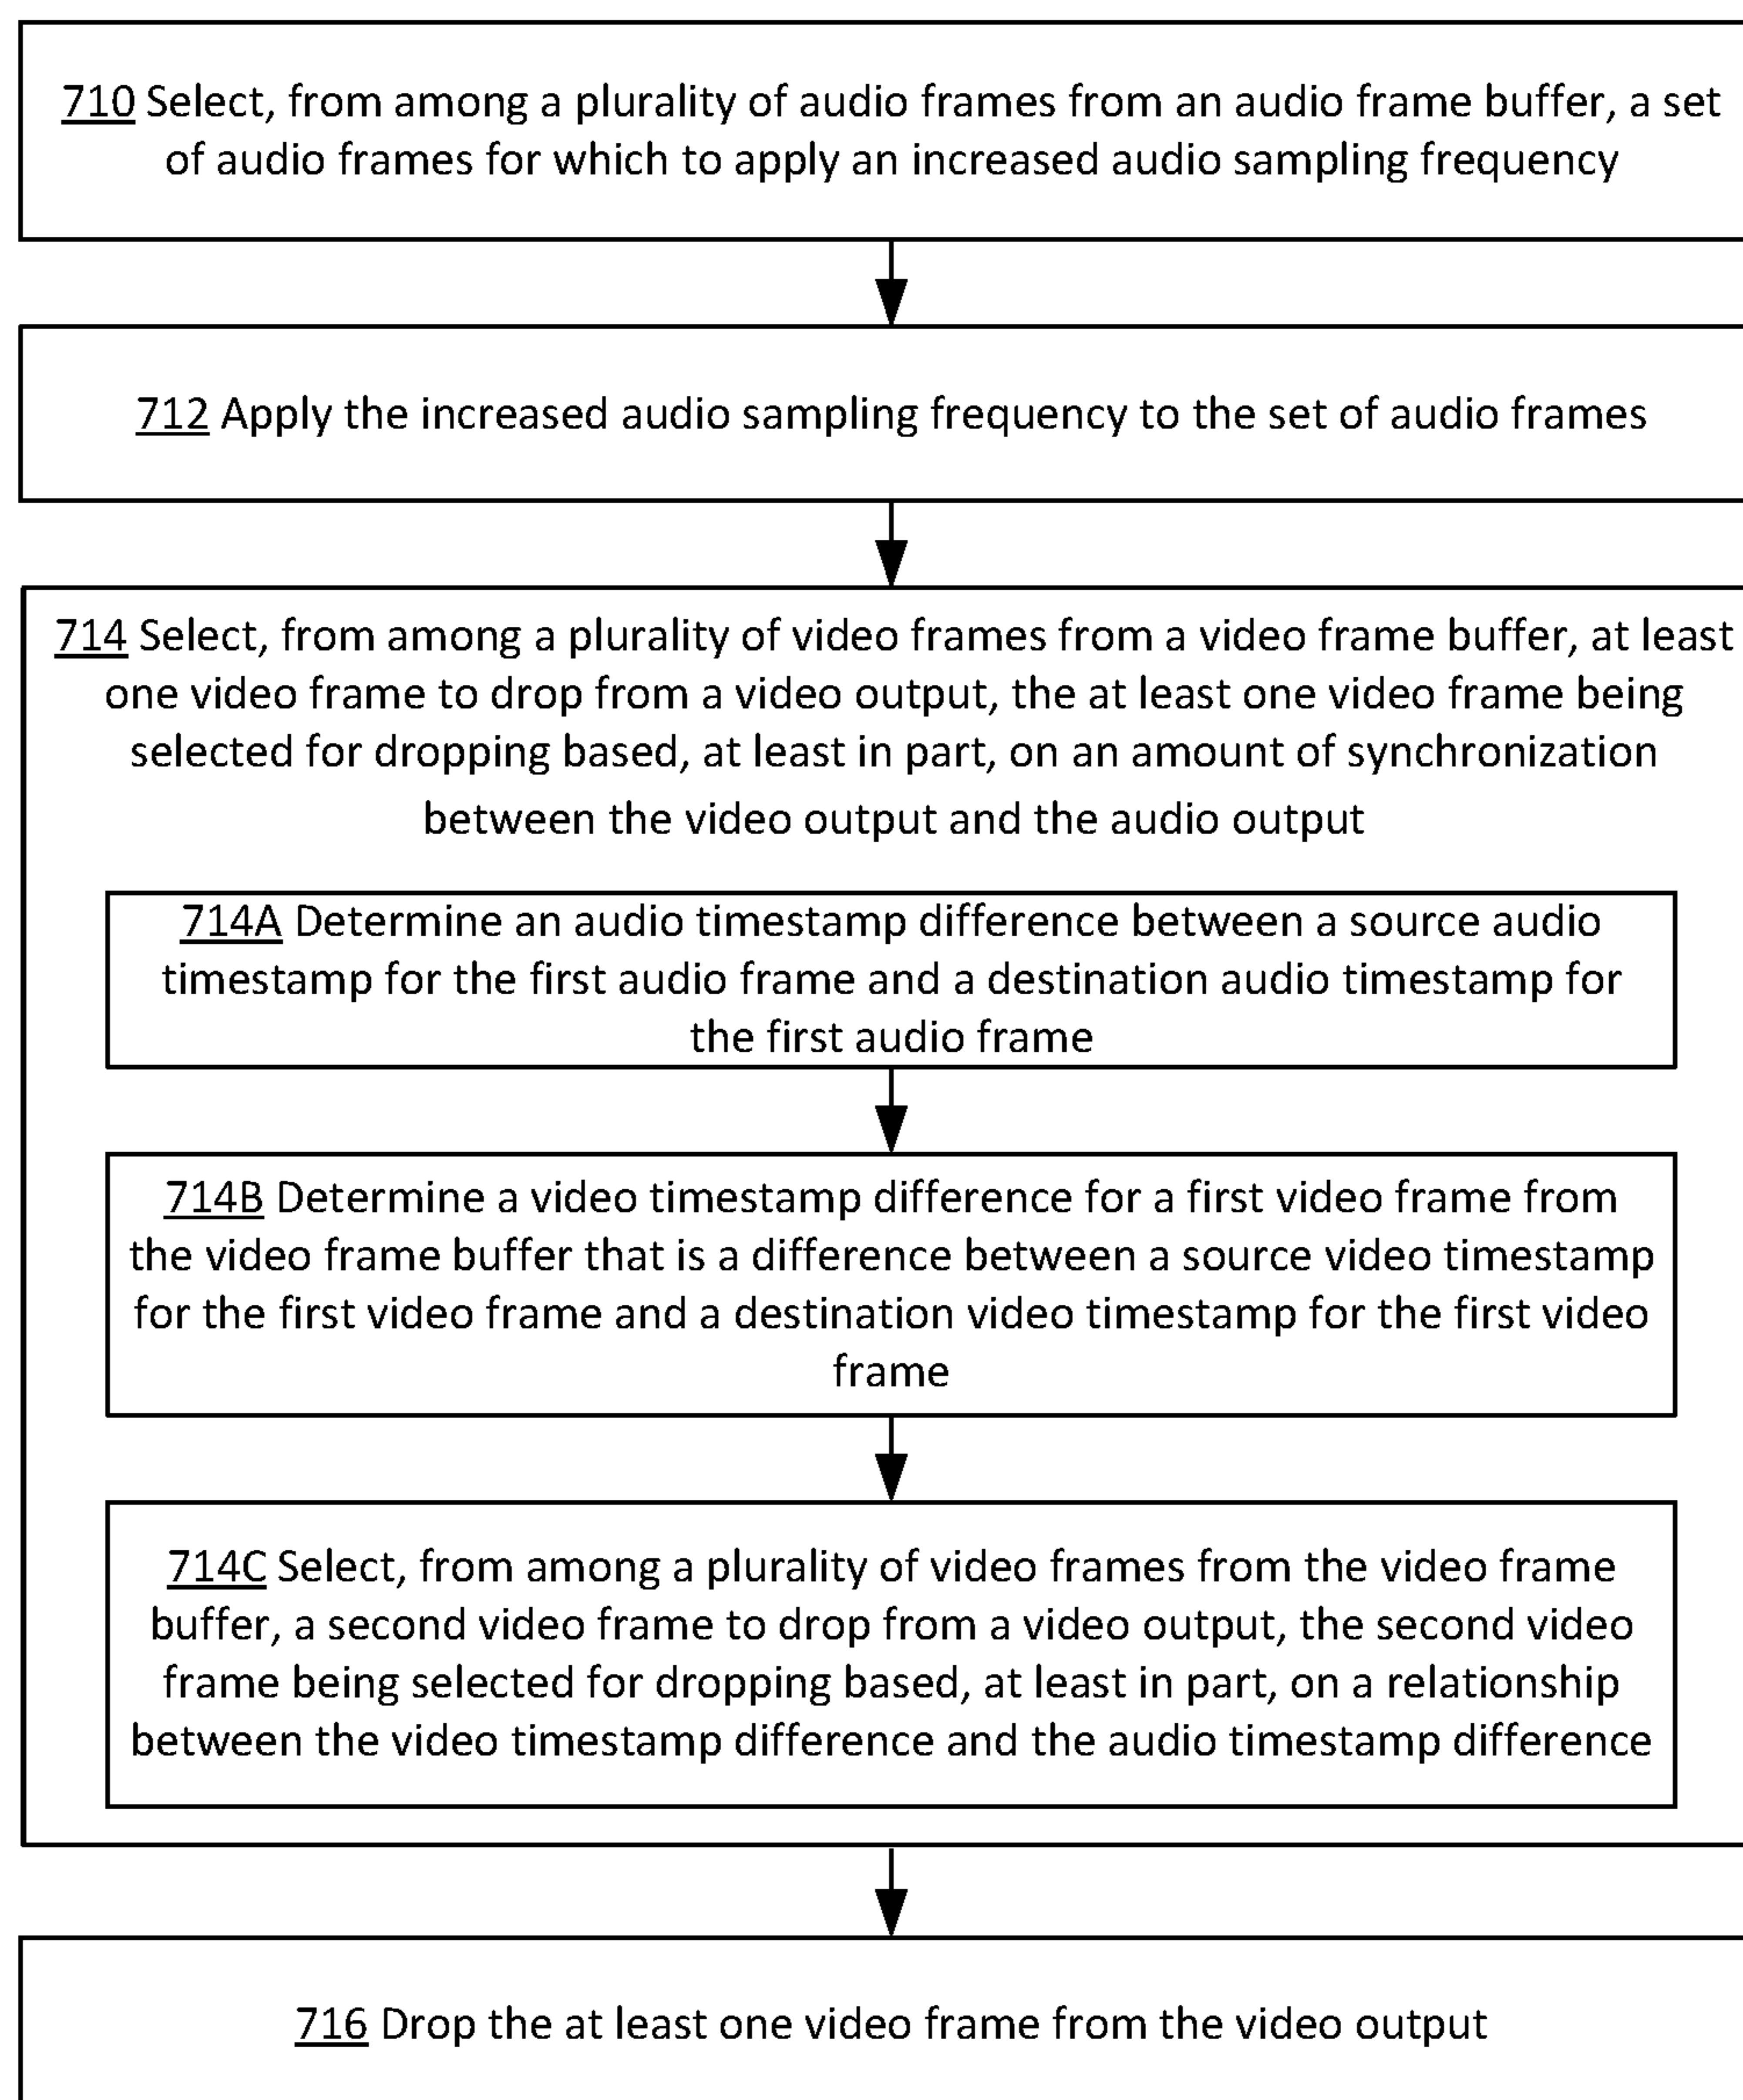 710 Select, from among a plurality of audio frames from an audio frame buffer, a set
of audio frames for which to apply an increased audio sampling frequency
712 Apply the increased audio sampling frequency to the set of audio frames
714 Select, from among a plurality of video frames from a video frame buffer, at least
one video frame to drop from a video output, the at least one video frame being
selected for dropping based, at least in part, on an amount of synchronization
between the video output and the audio output
714A Determine an audio timestamp difference between a source audio
timestamp for the first audio frame and a destination audio timestamp for
the first audio frame
714B Determine a video timestamp difference for a first video frame from
the video frame buffer that is a difference between a source video timestamp
for the first video frame and a destination video timestamp for the first video
frame
714C Select, from among a plurality of video frames from the video frame
buffer, a second video frame to drop from a video output, the second video
frame being selected for dropping based, at least in part, on a relationship
between the video timestamp difference and the audio timestamp difference
716 Drop the at least one video frame from the video output